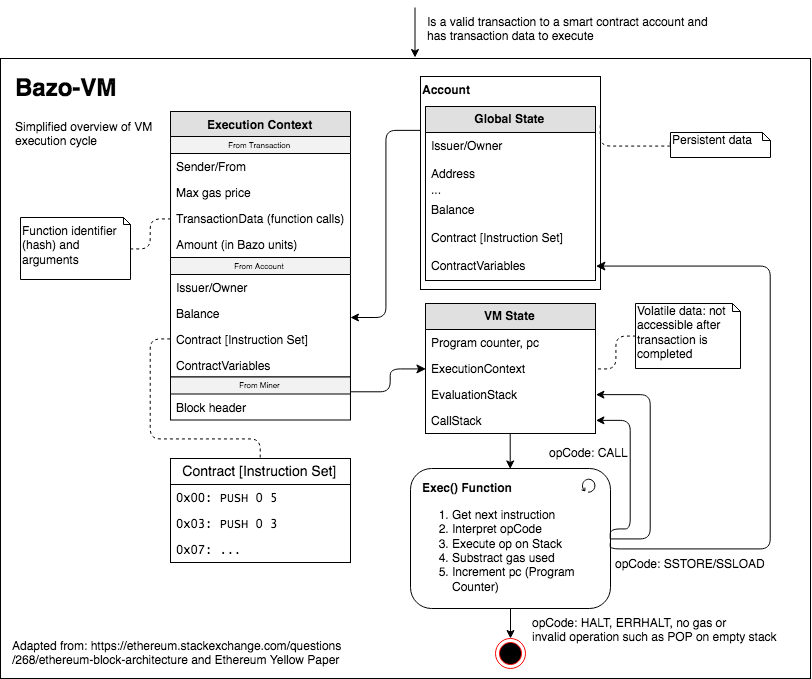 Is a valid transaction to a smart contract account and
has transaction data to execute
Bazo-VM
Simplified overview of VM
execution cycle
Execution Context
From Transaction
Sender/From
Max gas price
TransactionData (function calls)
Amount (in Bazo units)
From Account
Issuer/Owner
Balance
Contract [Instruction Set]
ContractVariables
From Miner
Block header
Function identifier
(hash) and
arguments
Account
Global State
Issuer/Owner
Address
...
Balance
Contract [Instruction Set]
ContractVariables
Persistent data
VM State
Program counter, pc
ExecutionContext
EvaluationStack
CallStack
Volatile data: not
accessible after
transaction is
completed
opCode: CALL
Contract [Instruction Set]
0x00: PUSH 0 5
0x03: PUSH 0 3
0x07: ...
Exec() Function
1. Get next instruction
2. Interpret opCode
3. Execute op on Stack
4. Substract gas used
5. Increment pc (Program
Counter)
opCode: SSTORE/SSLOAD
opCode: HALT, ERRHALT, no gas or
invalid operation such as POP on empty stack
Adapted from: https://ethereum.stackexchange.com/questions
/268/ethereum-block-architecture and Ethereum Yellow Paper